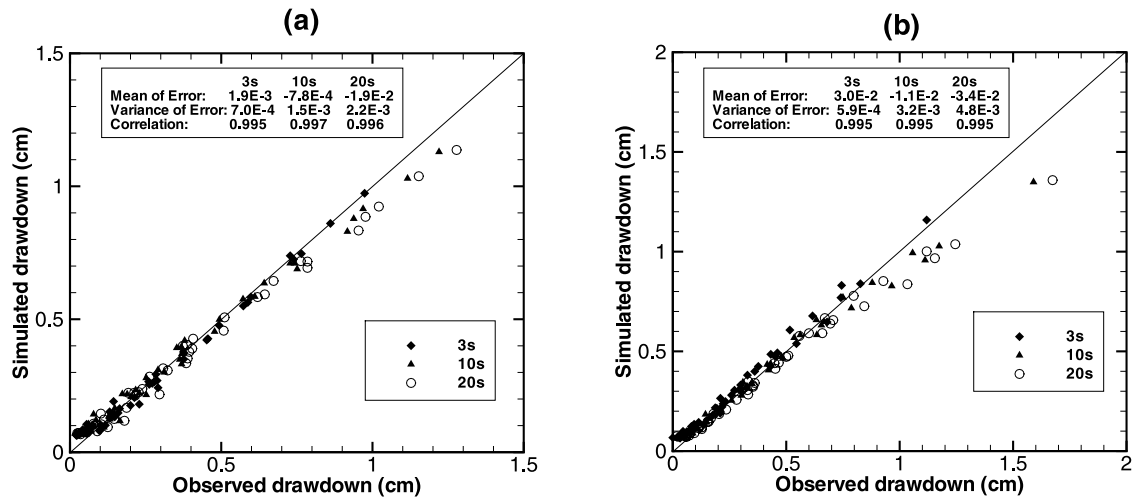 (a)
1.5
3s 10s 20s
Mean of Error: 1.9E-3 -7.8E-4 -1.9E-2
Variance of Error: 7.0E-4 1.5E-3 2.2E-3
Correlation: 0.995 0.997 0.996
1
0.5
0
Simulated drawdown (cm)
3s
10s
20s
0 0.5 1 1.5
Observed drawdown (cm)
(b)
2
3s 10s 20s
Mean of Error: 3.0E-2 -1.1E-2 -3.4E-2
Variance of Error: 5.9E-4 3.2E-3 4.8E-3
Correlation: 0.995 0.995 0.995
1.5
1
0.5
0
Simulated drawdown (cm)
3s
10s
20s
0 0.5 1 1.5 2
Observed drawdown (cm)